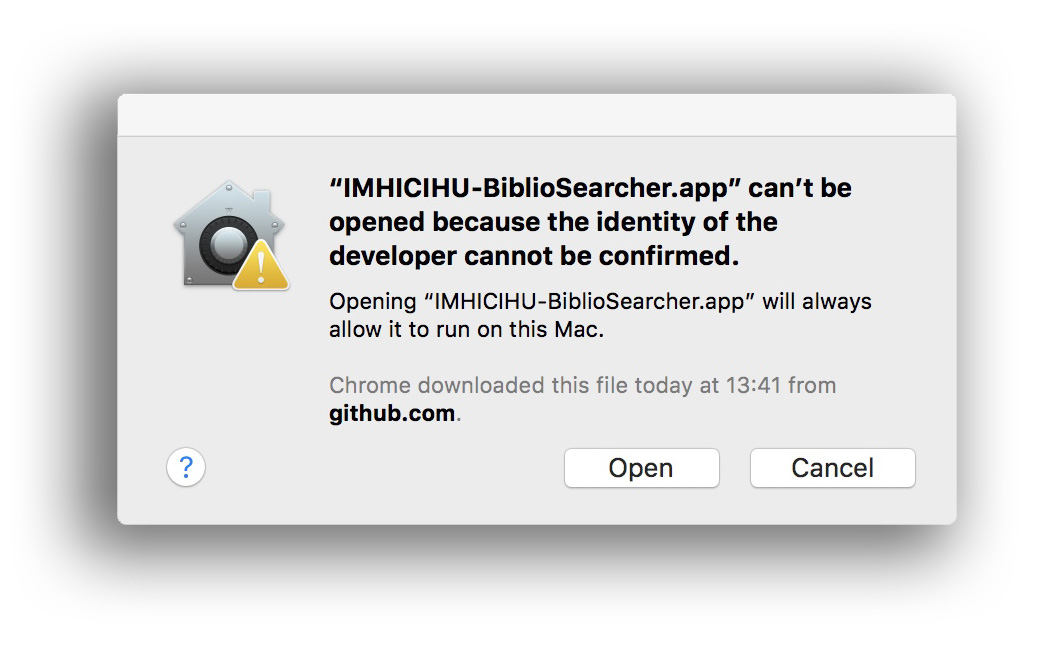 “IMHICIHU-BiblioSearcher.app” can’t be
opened because the identity of the
developer cannot be confirmed.
Opening “IMHICIHU-BiblioSearcher.app” will always
allow it to run on this Mac.
Chrome downloaded this file today at 13:41 from
github.com.
?
Open
Cancel